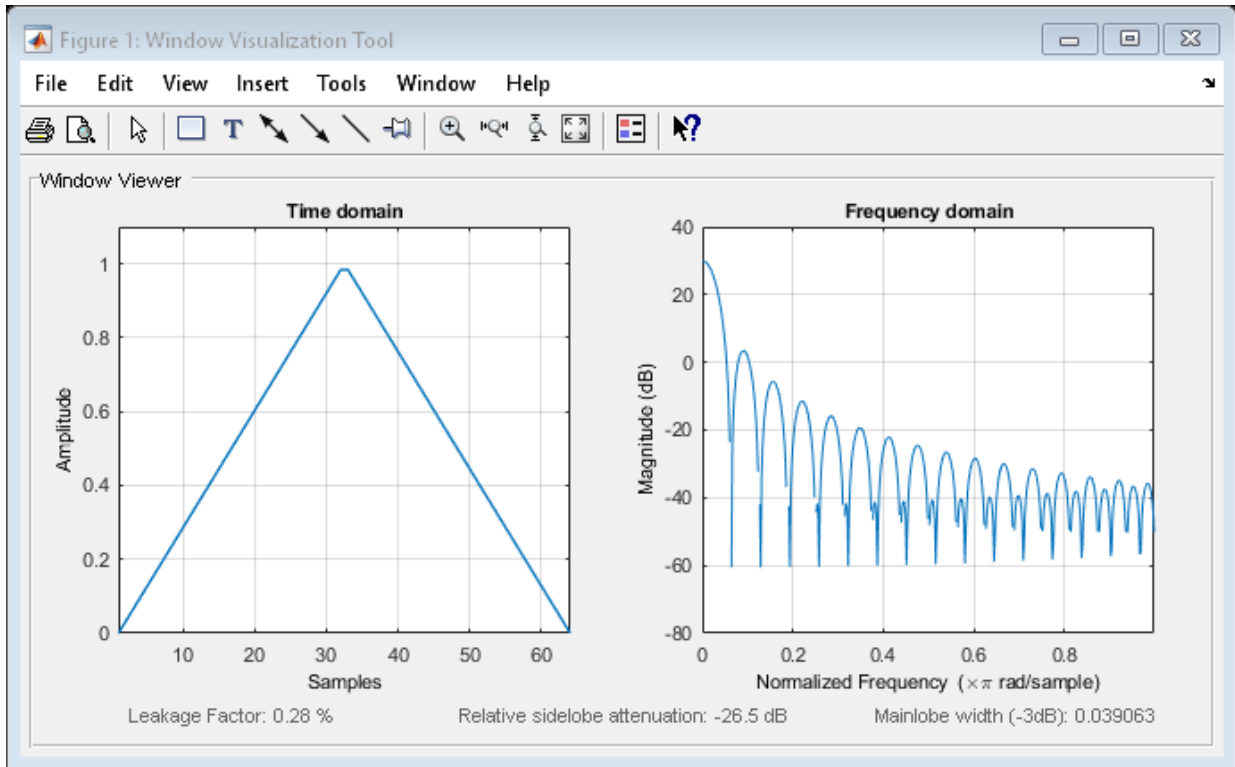 Figure 1: Window Visualization Tool
File Edit View Insert Tools Window Help
T
?
Window Viewer
Time domain
1
0.8
0.6
0.4
0.2
0
Amplitude
10 20 30 40 50 60
Samples
Frequency domain
40
20
0
-20
-40
-60
-80
Magnitude (dB)
0 0.2 0.4 0.6 0.8
Normalized Frequency (×π rad/sample)
Leakage Factor: 0.28 % Relative sidelobe attenuation: -26.5 dB Mainlobe width (-3dB): 0.039063